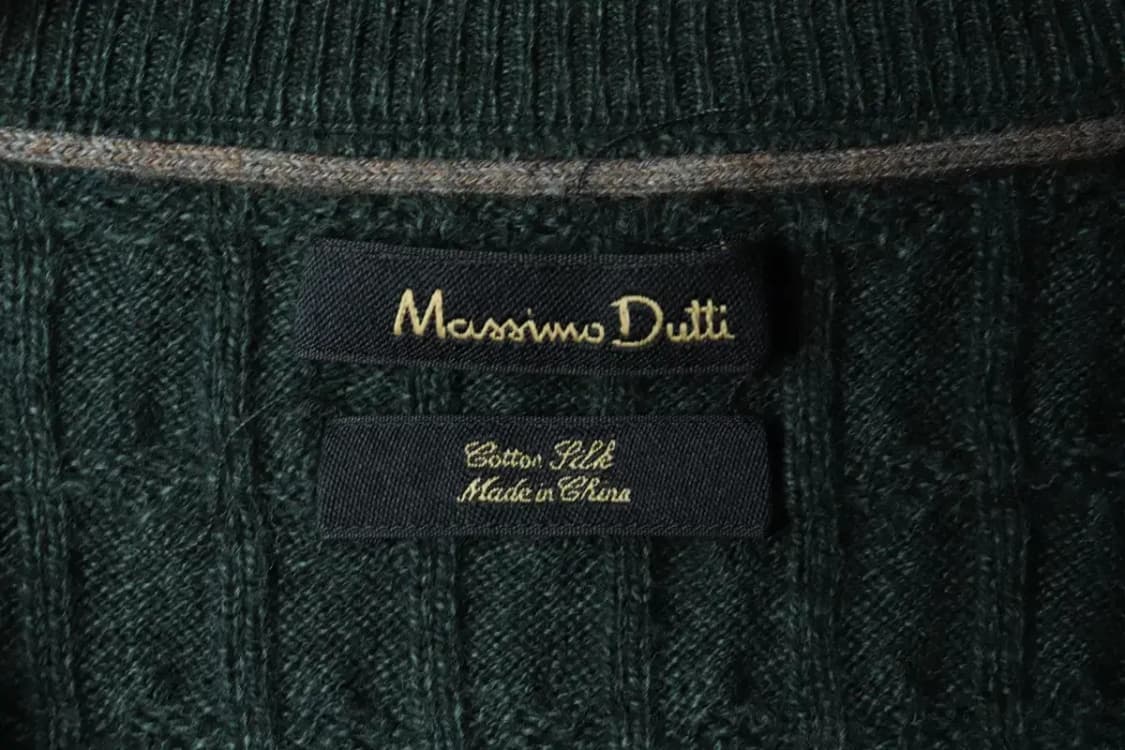 Massimo Dutti
Cotton Silk
Made in China